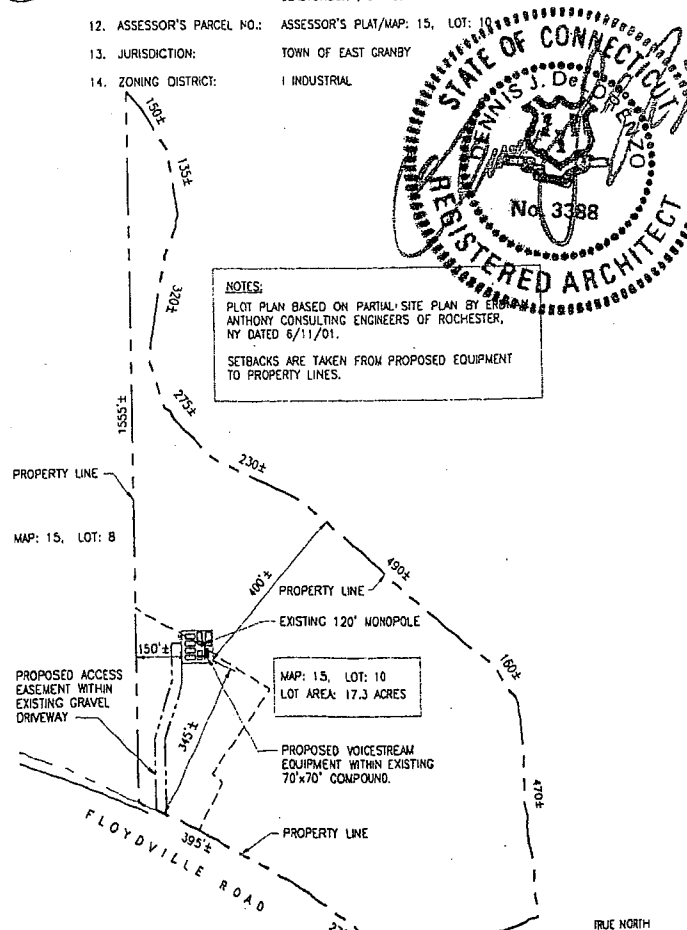 12. ASSESSOR'S PARCEL NO.: ASSESSOR'S PLAT/MAP: 15, LOT: 10
13. JURISDICTION: TOWN OF EAST GRANBY
14. ZONING DISTRICT: I INDUSTRIAL
STATE OF CONNECTICUT
DENNIS J. DeLORENZO
No. 3388
REGISTERED ARCHITECT
150±
135±
320±
NOTES:
PLOT PLAN BASED ON PARTIAL SITE PLAN BY
ANTHONY CONSULTING ENGINEERS OF ROCHESTER,
NY DATED 6/11/01.
SETBACKS ARE TAKEN FROM PROPOSED EQUIPMENT
TO PROPERTY LINES.
275±
1555'±
230±
PROPERTY LINE
MAP: 15, LOT: 8
490±
400'±
PROPERTY LINE
EXISTING 120' MONOPOLE
150'±
160±
MAP: 15, LOT: 10
LOT AREA: 17.3 ACRES
PROPOSED ACCESS
EASEMENT WITHIN
EXISTING GRAVEL
DRIVEWAY
345'±
PROPOSED VOICESTREAM
EQUIPMENT WITHIN EXISTING
70'x70' COMPOUND.
470±
395'±
PROPERTY LINE
FLOYDVILLE ROAD
TRUE NORTH